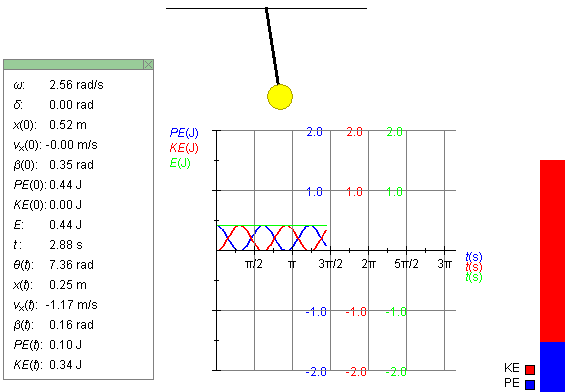 ω: 2.56 rad/s
δ: 0.00 rad
x(0): 0.52 m
vx(0): -0.00 m/s
β(0): 0.35 rad
PE(0): 0.44 J
KE(0): 0.00 J
E: 0.44 J
t: 2.88 s
θ(t): 7.36 rad
x(t): 0.25 m
vx(t): -1.17 m/s
β(t): 0.16 rad
PE(t): 0.10 J
KE(t): 0.34 J
PE(J) 2.0 2.0 2.0
KE(J)
E(J)
1.0 1.0 1.0
t(s)
π/2 π 3π/2 2π 5π/2 3π t(s)
t(s)
-1.0 -1.0 -1.0
-2.0 -2.0 -2.0
KE
PE